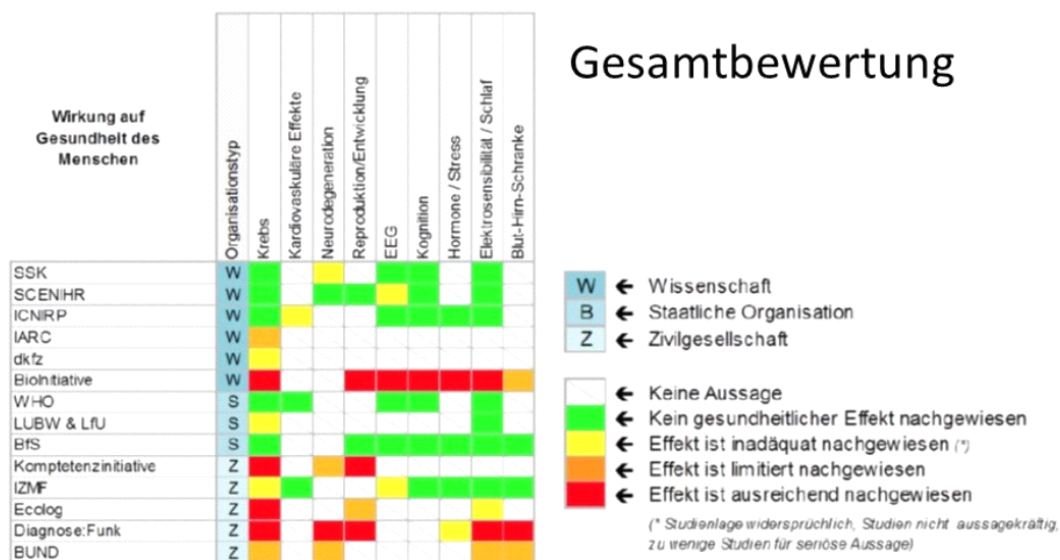 Gesamtbewertung
Wirkung auf
Gesundheit des
Menschen
Organisationstyp
Krebs
Kardiovaskuläre Effekte
Neurodegeneration
Reproduktion/Entwicklung
EEG
Kognition
Hormone / Stress
Elektrosensibilität / Schlaf
Blut-Hirn-Schranke
SSK W
SCENIHR W
ICNIRP W
IARC W
dkfz W
BioInitiative W
WHO S
LUBW & LfU S
BfS S
Komptetenzinitiative Z
IZMF Z
Ecolog Z
Diagnose:Funk Z
BUND Z
W ← Wissenschaft
B ← Staatliche Organisation
Z ← Zivilgesellschaft
← Keine Aussage
← Kein gesundheitlicher Effekt nachgewiesen
← Effekt ist inadäquat nachgewiesen (*)
← Effekt ist limitiert nachgewiesen
← Effekt ist ausreichend nachgewiesen
(* Studienlage widersprüchlich, Studien nicht aussagekräftig,
zu wenige Studien für seriöse Aussage)